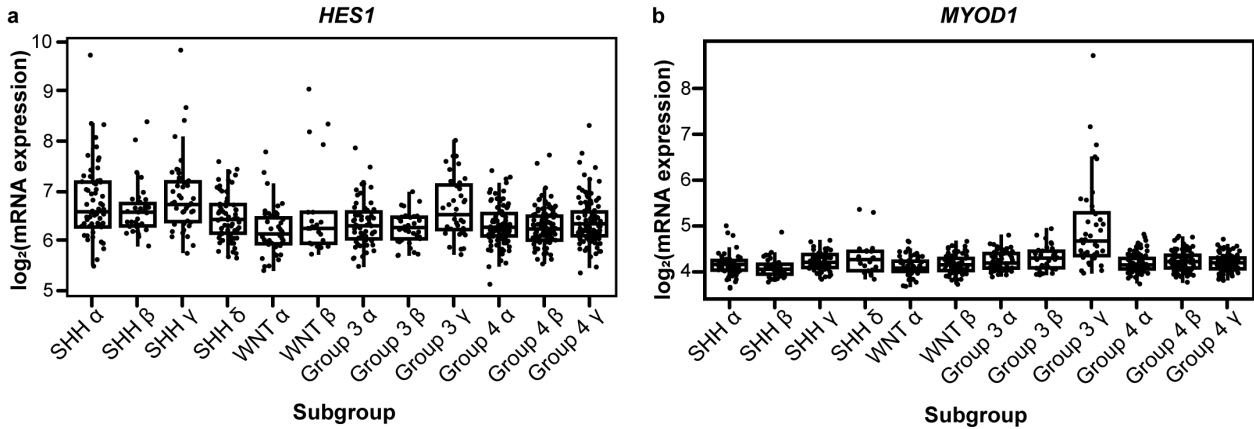 a
HES1
log₂(mRNA expression)
10
9
8
7
6
5
SHH α
SHH β
SHH γ
SHH δ
WNT α
WNT β
Group 3 α
Group 3 β
Group 3 γ
Group 4 α
Group 4 β
Group 4 γ
Subgroup
b
MYOD1
log₂(mRNA expression)
8
7
6
5
4
SHH α
SHH β
SHH γ
SHH δ
WNT α
WNT β
Group 3 α
Group 3 β
Group 3 γ
Group 4 α
Group 4 β
Group 4 γ
Subgroup